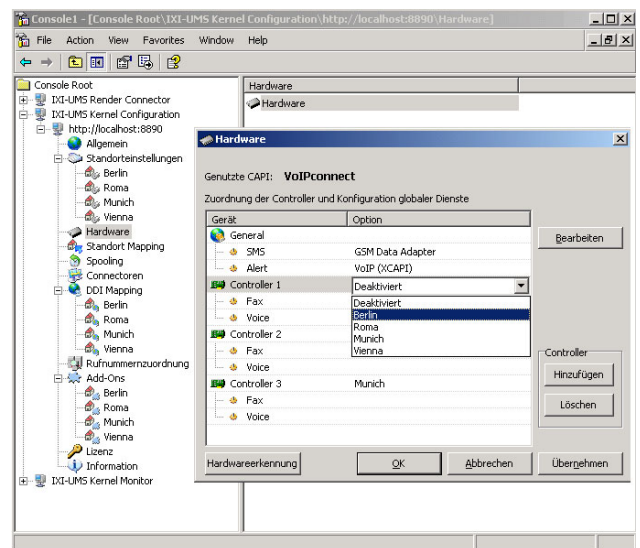 Console1 - [Console Root\IXI-UMS Kernel Configuration\http://localhost:8890\Hardware]
File Action View Favorites Window Help
Console Root
IXI-UMS Render Connector
IXI-UMS Kernel Configuration
http://localhost:8890
Allgemein
Standorteinstellungen
Berlin
Roma
Munich
Vienna
Hardware
Standort Mapping
Spooling
Connectoren
DDI Mapping
Berlin
Roma
Munich
Vienna
Rufnummernzuordnung
Add-Ons
Berlin
Roma
Munich
Vienna
Lizenz
Information
IXI-UMS Kernel Monitor
Hardware
Hardware
Hardware
Genutzte CAPI: VoIPconnect
Zuordnung der Controller und Konfiguration globaler Dienste
Gerät Option
General
SMS GSM Data Adapter
Alert VoIP (XCAPI)
Controller 1 Deaktiviert
Fax
Voice
Controller 2
Fax
Voice
Controller 3 Munich
Fax
Voice
Deaktiviert
Berlin
Roma
Munich
Vienna
Bearbeiten
Controller
Hinzufügen
Löschen
Hardwareerkennung OK Abbrechen Übernehmen